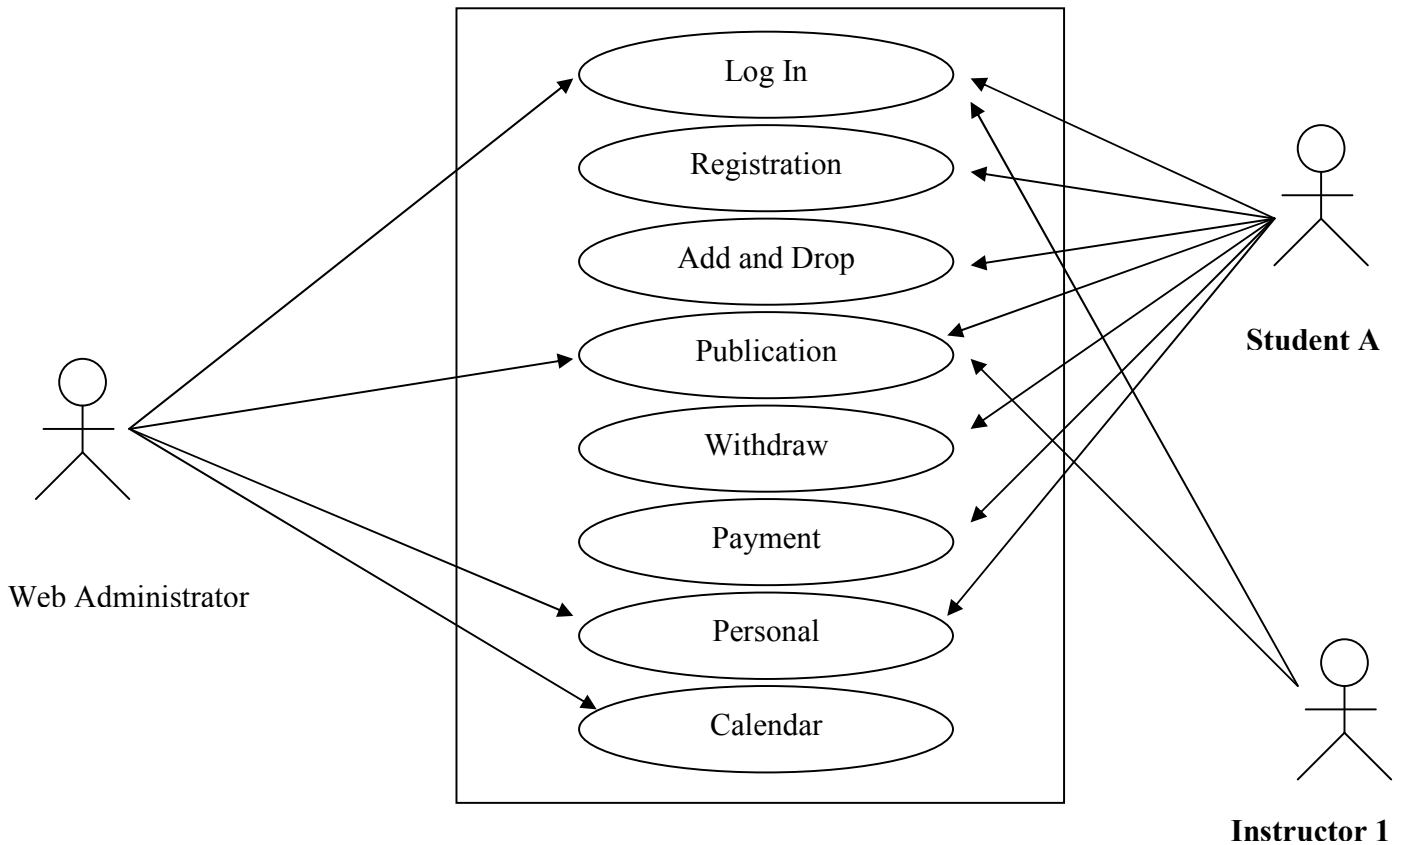 Log In
Registration
Add and Drop
Publication
Withdraw
Payment
Personal
Calendar
Web Administrator
Student A
Instructor 1